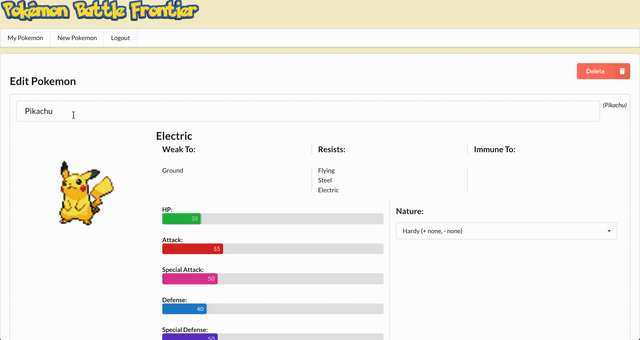 Pokémon Battle Frontier
My Pokemon New Pokemon Logout
Delete
Edit Pokemon
Pikachu
(Pikachu)
Electric
Weak To: Resists: Immune To:
Ground Flying
Steel
Electric
HP:
35
Nature:
Hardy (+ none, - none)
Attack:
55
Special Attack:
50
Defense:
40
Special Defense:
50